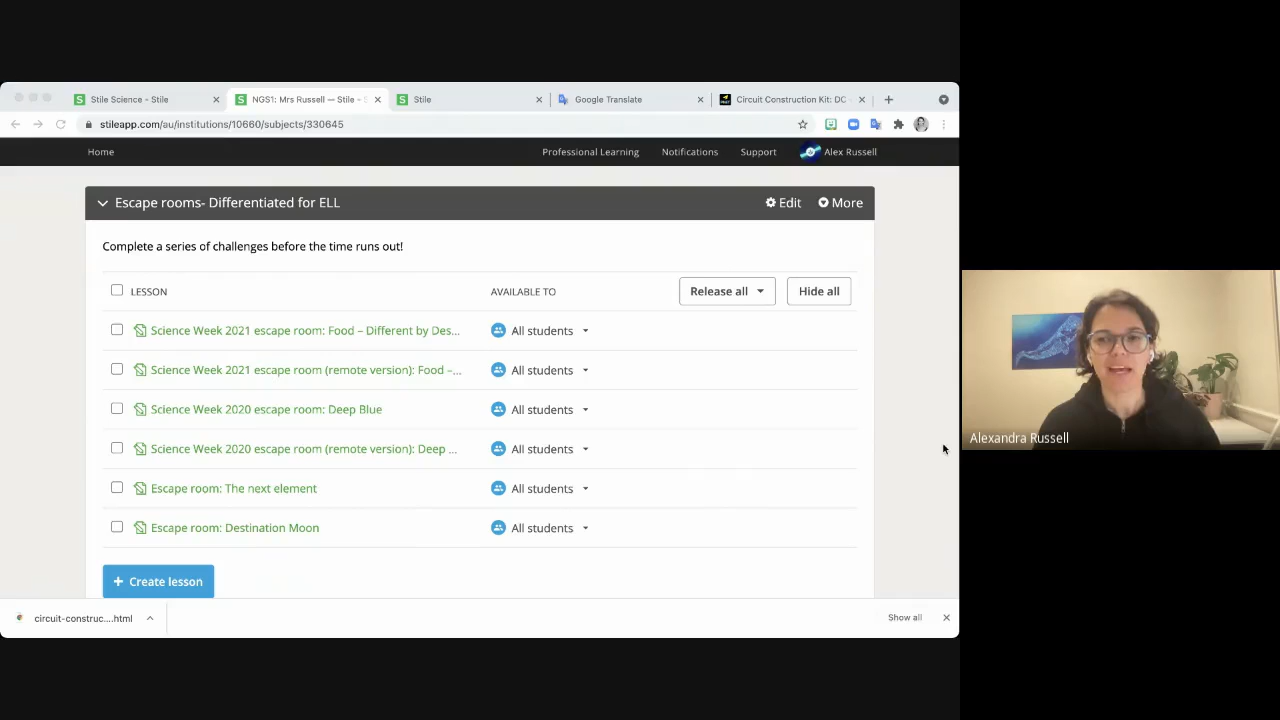 Stile Science - Stile
NGS1: Mrs Russell — Stile -
Stile
Google Translate
Circuit Construction Kit: DC -
stileapp.com/au/institutions/10660/subjects/330645
Home
Professional Learning
Notifications
Support
Alex Russell
Escape rooms- Differentiated for ELL
Edit
More
Complete a series of challenges before the time runs out!
LESSON
AVAILABLE TO
Release all
Hide all
Science Week 2021 escape room: Food – Different by Des...
All students
Science Week 2021 escape room (remote version): Food –...
All students
Science Week 2020 escape room: Deep Blue
All students
Science Week 2020 escape room (remote version): Deep ...
All students
Escape room: The next element
All students
Escape room: Destination Moon
All students
+ Create lesson
circuit-construc....html
Show all
Alexandra Russell